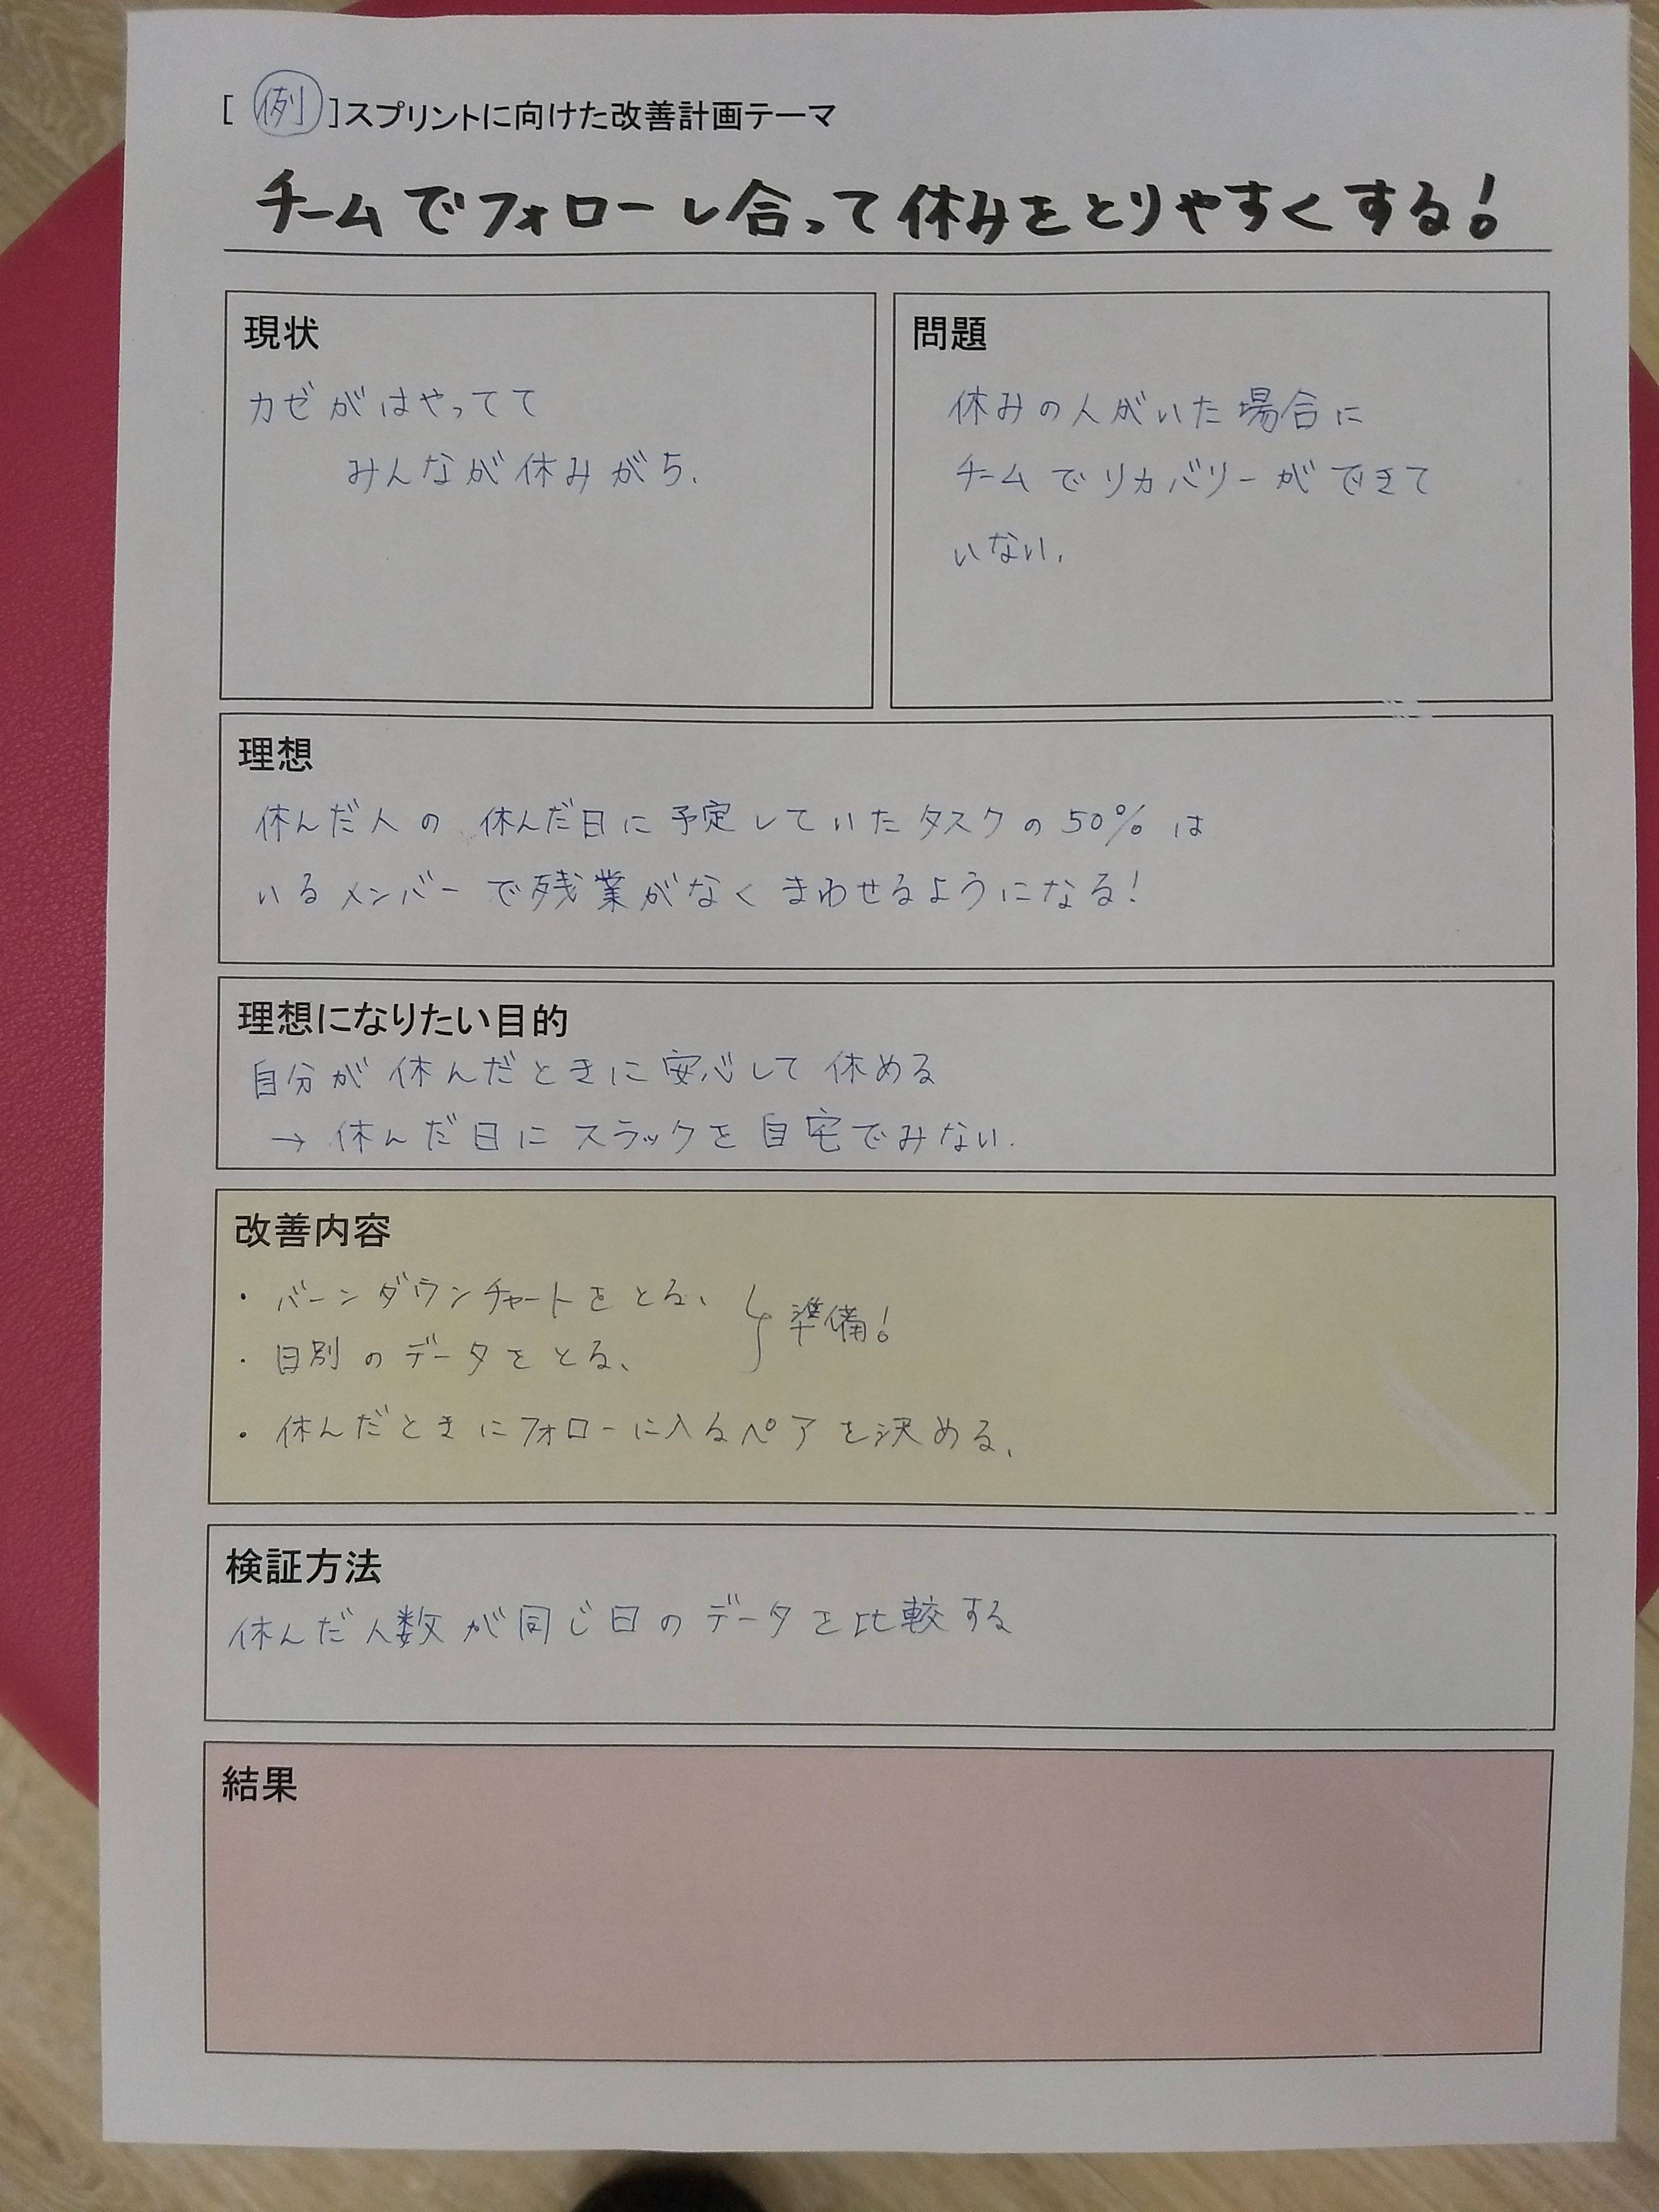 [ 例 ]スプリントに向けた改善計画テーマ
チームでフォローし合って休みをとりやすくする!
現状
カゼがはやってて
みんなが休みがち.
問題
休みの人がいた場合に
チームでリカバリーができて
いない.
理想
休んだ人の 休んだ日に予定していたタスクの50%は
いるメンバーで残業がなくまわせるようになる!
理想になりたい目的
自分が休んだときに安心して休める
→ 休んだ日にスラックを自宅でみない.
改善内容
・バーンダウンチャートをとる、
・日別のデータをとる、
準備!
・休んだときにフォローに入るペアを決める、
検証方法
休んだ人数が同じ日のデータを比較する
結果